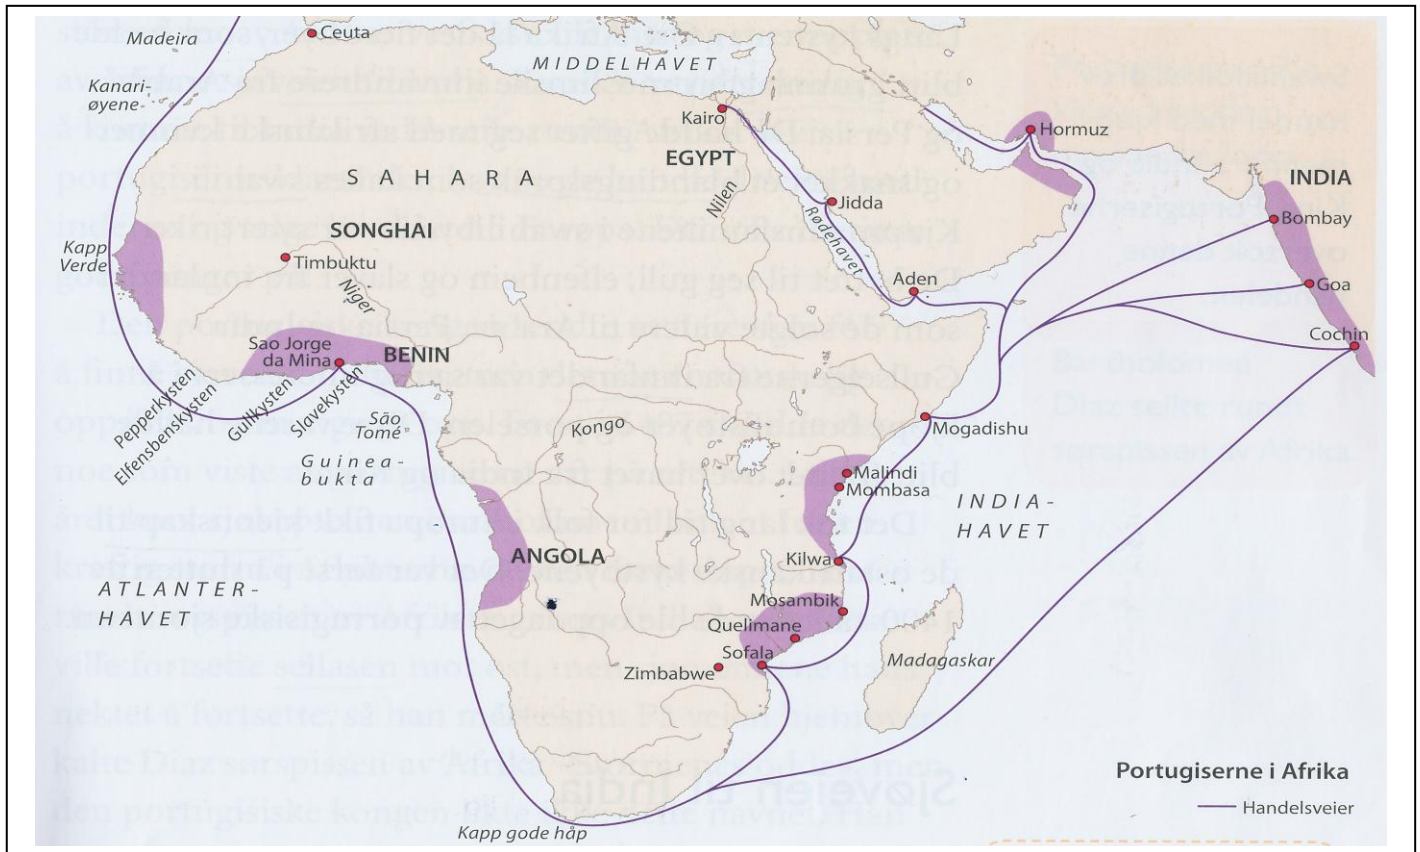 Ceuta
Madeira
MIDDELHAVET
Kanari-
øyene
Kairo
Hormuz
EGYPT
SAHARA
INDIA
Nilen
Jidda
Bombay
Rødehavet
SONGHAI
Kapp
Verde
Timbuktu
Niger
Aden
Goa
Cochin
Sao Jorge
da Mina
BENIN
Pepperkysten
Elfensbenskysten
Gullkysten
Slavekysten
São
Tomé
Kongo
Mogadishu
Guinea-
bukta
Malindi
Mombasa
INDIA-
HAVET
ANGOLA
Kilwa
ATLANTER-
HAVET
Mosambik
Quelimane
Sofala
Zimbabwe
Madagaskar
Portugiserne i Afrika
Handelsveier
Kapp gode håp